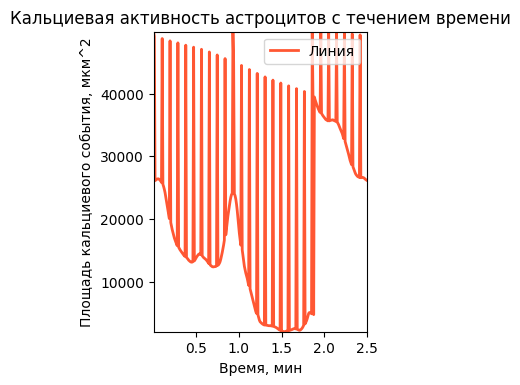 Кальциевая активность астроцитов с течением времени
Площадь кальциевого события, мкм^2
40000
30000
20000
10000
Линия
0.5
1.0
1.5
2.0
2.5
Время, мин